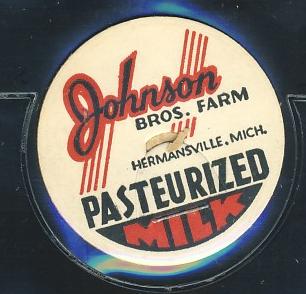 Johnson
BROS. FARM
HERMANSVILLE, MICH.
PASTEURIZED
MILK